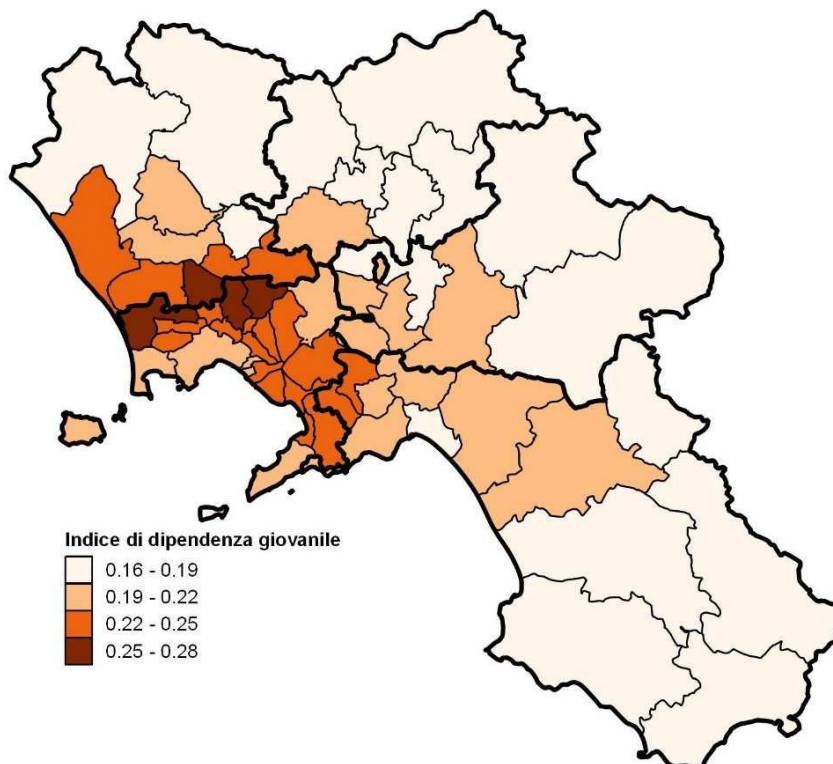 Indice di dipendenza giovanile
0.16 - 0.19
0.19 - 0.22
0.22 - 0.25
0.25 - 0.28